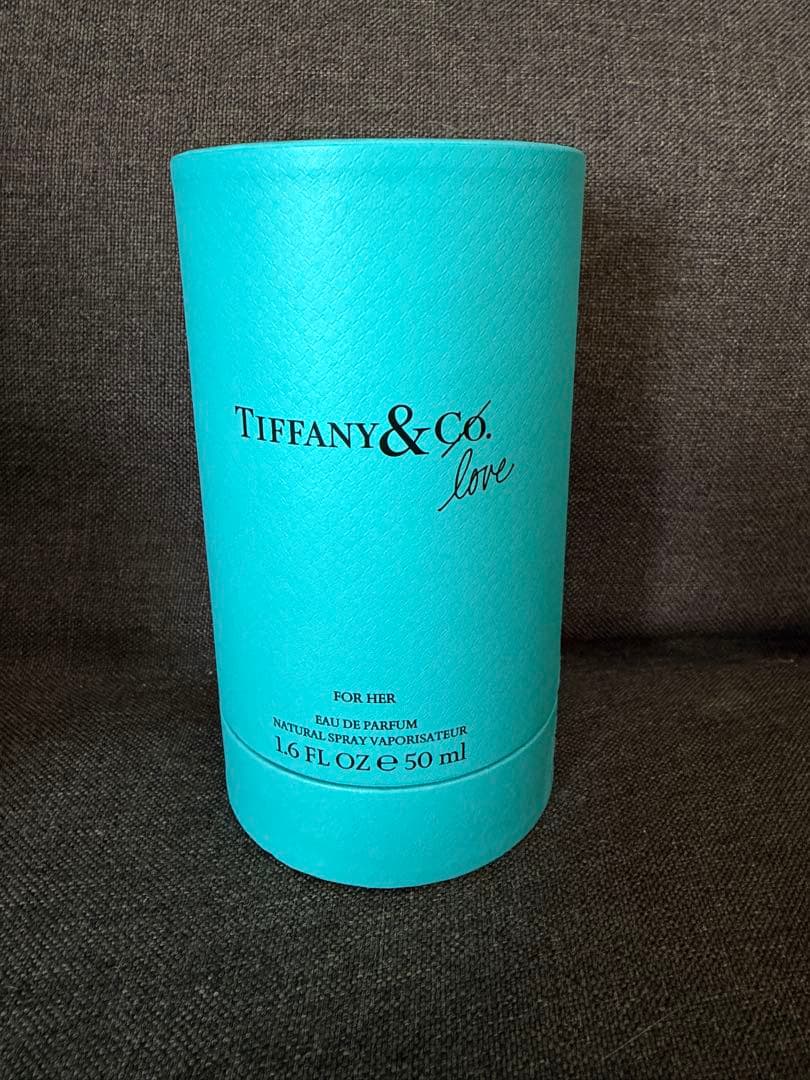 TIFFANY & Co.
love
FOR HER
EAU DE PARFUM
NATURAL SPRAY VAPORISATEUR
1.6 FL OZ ℮ 50 ml